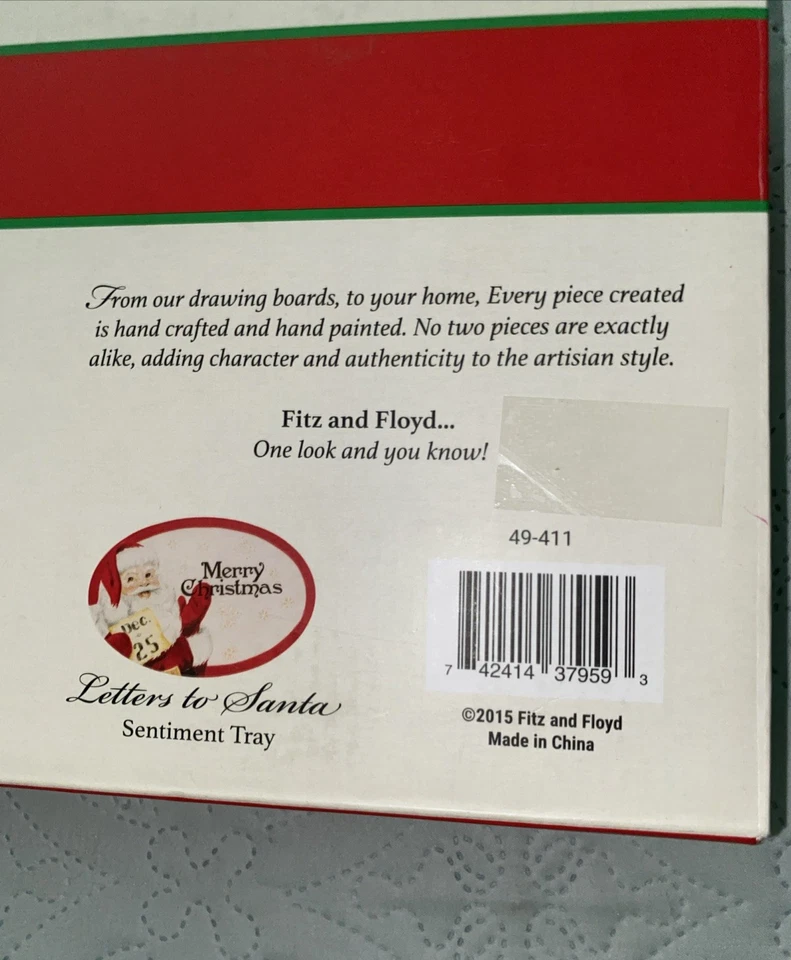 From our drawing boards, to your home, Every piece created
is hand crafted and hand painted. No two pieces are exactly
alike, adding character and authenticity to the artisian style.
Fitz and Floyd...
One look and you know!
Merry
Christmas
Dec.
25
Letters to Santa
Sentiment Tray
49-411
7 42414 37959 3
©2015 Fitz and Floyd
Made in China